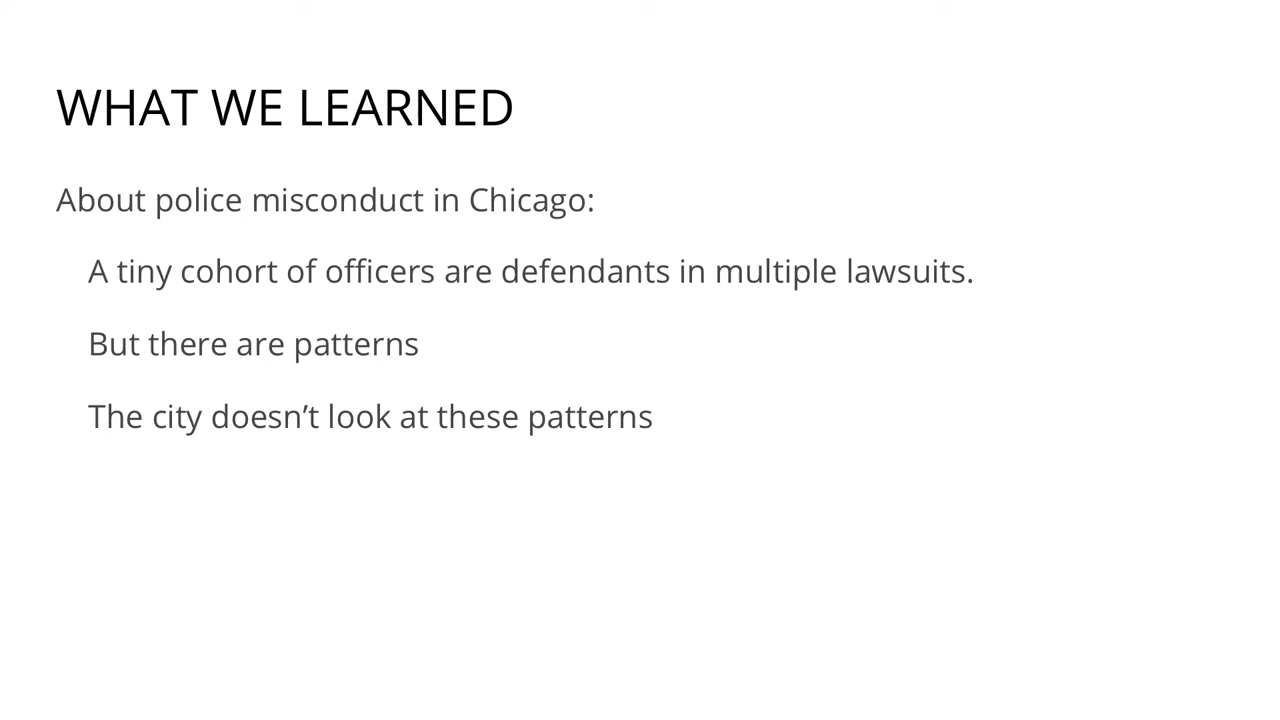 WHAT WE LEARNED
About police misconduct in Chicago:
A tiny cohort of officers are defendants in multiple lawsuits.
But there are patterns
The city doesn’t look at these patterns